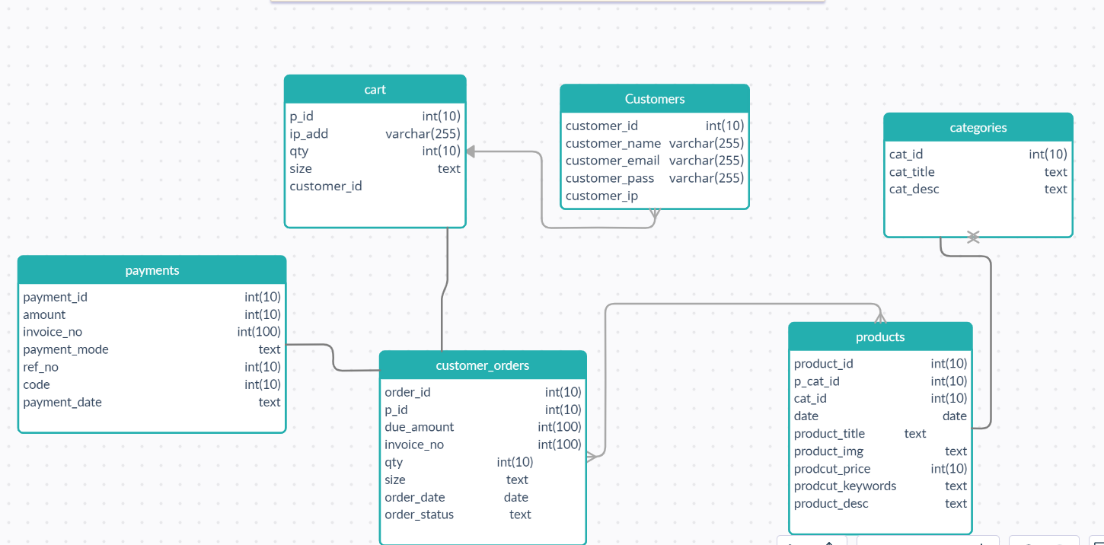 cart
p_id int(10)
ip_add varchar(255)
qty int(10)
size text
customer_id
Customers
customer_id int(10)
customer_name varchar(255)
customer_email varchar(255)
customer_pass varchar(255)
customer_ip
categories
cat_id int(10)
cat_title text
cat_desc text
payments
payment_id int(10)
amount int(10)
invoice_no int(100)
payment_mode text
ref_no int(10)
code int(10)
payment_date text
customer_orders
order_id int(10)
p_id int(10)
due_amount int(100)
invoice_no int(100)
qty int(10)
size text
order_date date
order_status text
products
product_id int(10)
p_cat_id int(10)
cat_id int(10)
date date
product_title text
product_img text
prodcut_price int(10)
prodcut_keywords text
product_desc text